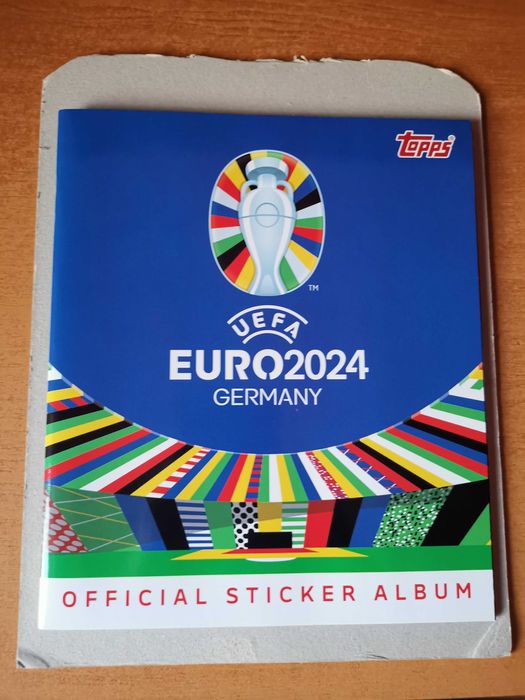 topps
TM
UEFA
EURO2024
GERMANY
OFFICIAL STICKER ALBUM